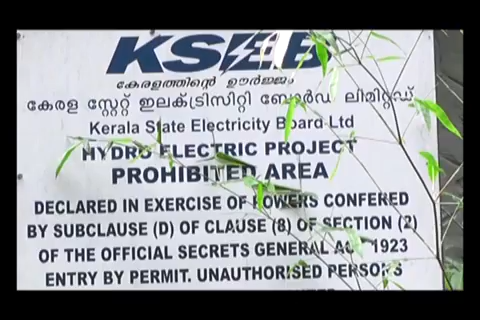 KSEB
കേരളത്തിന്റെ ഊർജ്ജം
കേരള സ്റ്റേറ്റ് ഇലക്ട്രിസിറ്റി ബോർഡ് ലിമിറ്റഡ്
Kerala State Electricity Board Ltd
HYDRO ELECTRIC PROJECT
PROHIBITED AREA
DECLARED IN EXERCISE OF POWERS CONFERED
BY SUBCLAUSE (D) OF CLAUSE (8) OF SECTION (2)
OF THE OFFICIAL SECRETS GENERAL ACT 1923
ENTRY BY PERMIT. UNAUTHORISED PERSONS